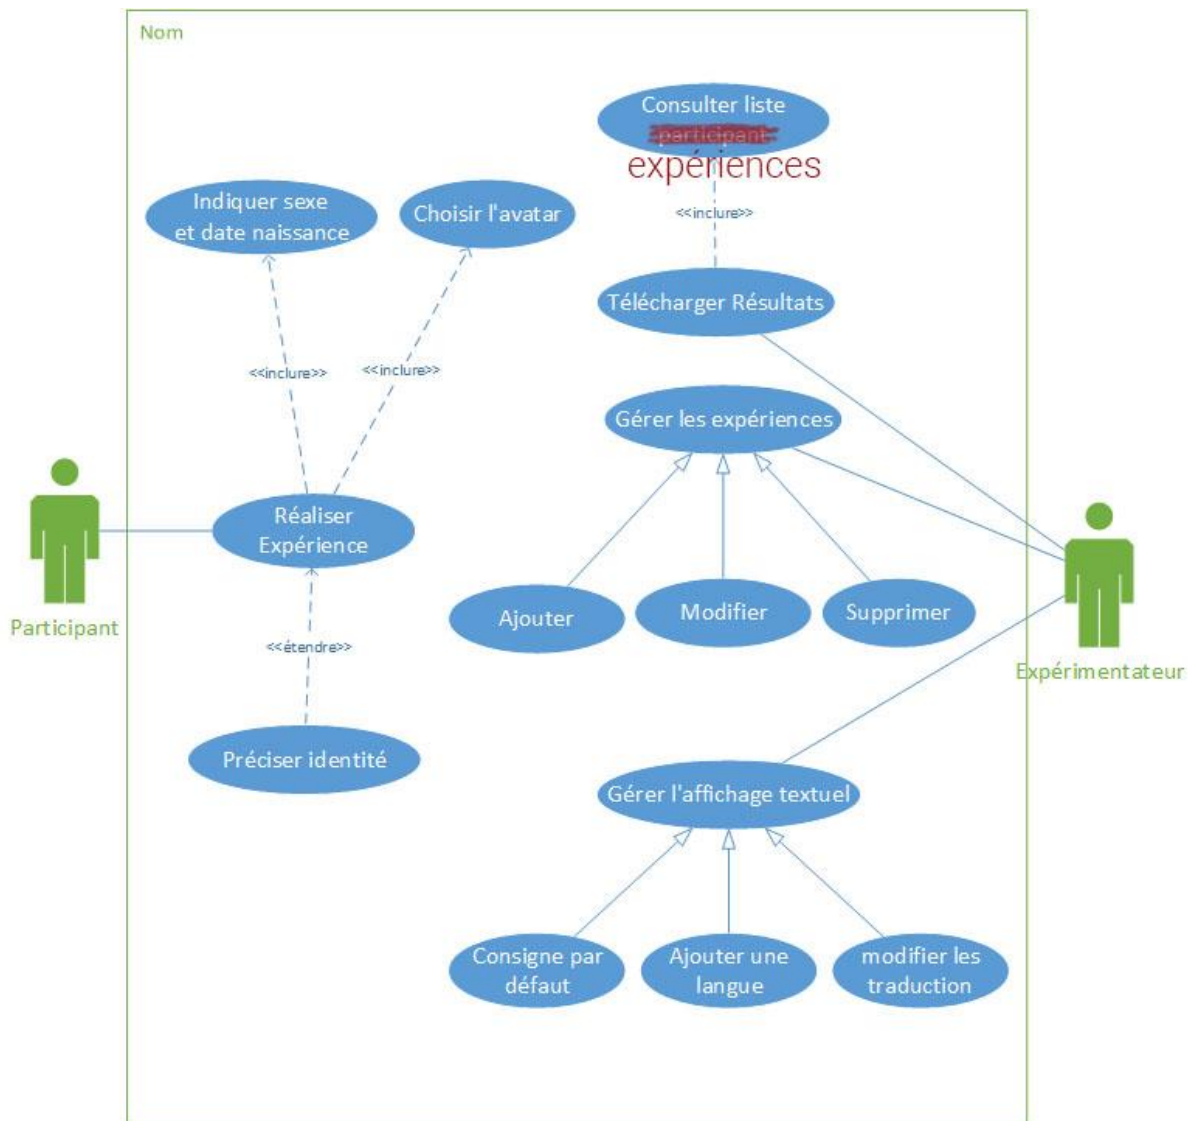 Nom
Consulter liste
participant
expériences
Indiquer sexe
et date naissance
Choisir l'avatar
<<inclure>>
Télécharger Résultats
<<inclure>>
<<inclure>>
Gérer les expériences
Réaliser
Expérience
Participant
Ajouter
Modifier
Supprimer
<<étendre>>
Expérimentateur
Préciser identité
Gérer l'affichage textuel
Consigne par
défaut
Ajouter une
langue
modifier les
traduction